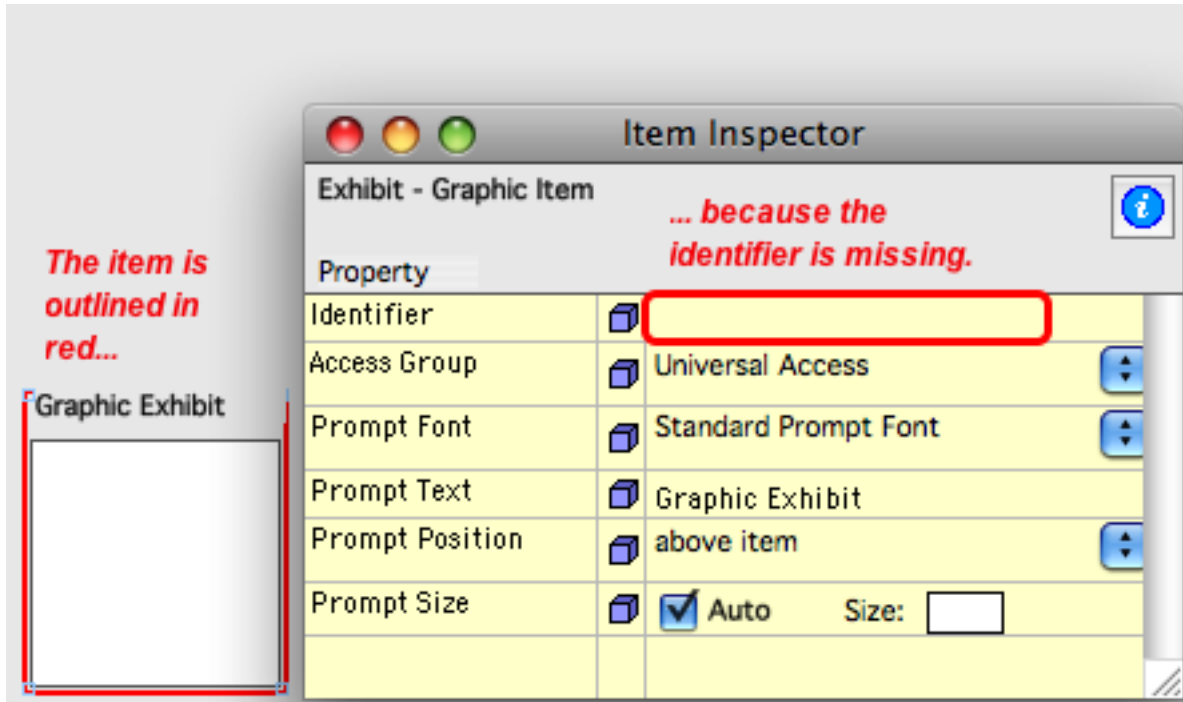 Item Inspector
Exhibit - Graphic Item
... because the
identifier is missing.
Property
The item is
outlined in
red...
Graphic Exhibit
Identifier
Access Group
Universal Access
Prompt Font
Standard Prompt Font
Prompt Text
Graphic Exhibit
Prompt Position
above item
Prompt Size
Auto Size: